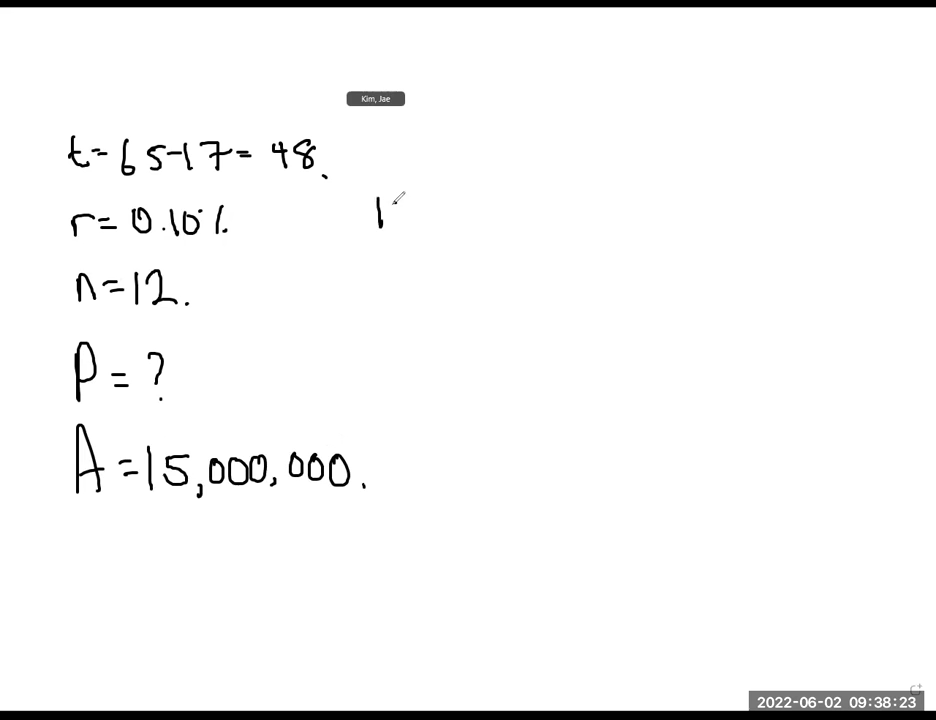 Kim, Jae
t = 65-17 = 48.
r = 0.10%
n = 12.
P = ?
A = 15,000,000.
2022-06-02 09:38:23